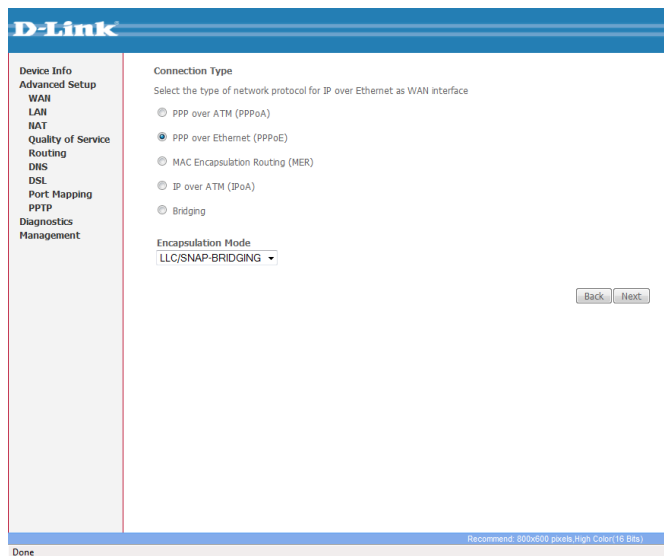 D-Link
Device Info
Advanced Setup
WAN
LAN
NAT
Quality of Service
Routing
DNS
DSL
Port Mapping
PPTP
Diagnostics
Management
Connection Type
Select the type of network protocol for IP over Ethernet as WAN interface
PPP over ATM (PPPoA)
PPP over Ethernet (PPPoE)
MAC Encapsulation Routing (MER)
IP over ATM (IPoA)
Bridging
Encapsulation Mode
LLC/SNAP-BRIDGING
Back Next
Recommend: 800x600 pixels,High Color(16 Bits)
Done